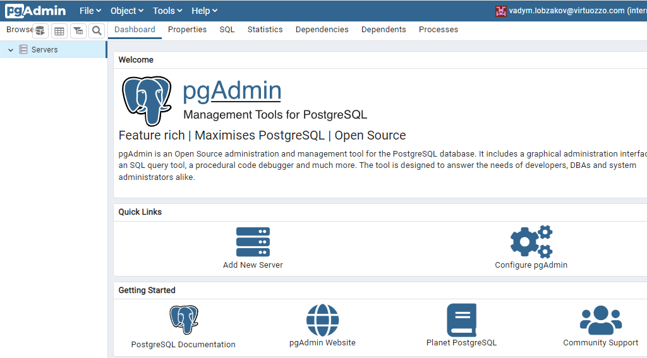 pgAdmin File Object Tools Help vadym.lobzakov@virtuozzo.com (inter
Browse Dashboard Properties SQL Statistics Dependencies Dependents Processes
Servers
Welcome
pgAdmin
Management Tools for PostgreSQL
Feature rich | Maximises PostgreSQL | Open Source
pgAdmin is an Open Source administration and management tool for the PostgreSQL database. It includes a graphical administration interfac
an SQL query tool, a procedural code debugger and much more. The tool is designed to answer the needs of developers, DBAs and system
administrators alike.
Quick Links
Add New Server Configure pgAdmin
Getting Started
PostgreSQL Documentation pgAdmin Website Planet PostgreSQL Community Support